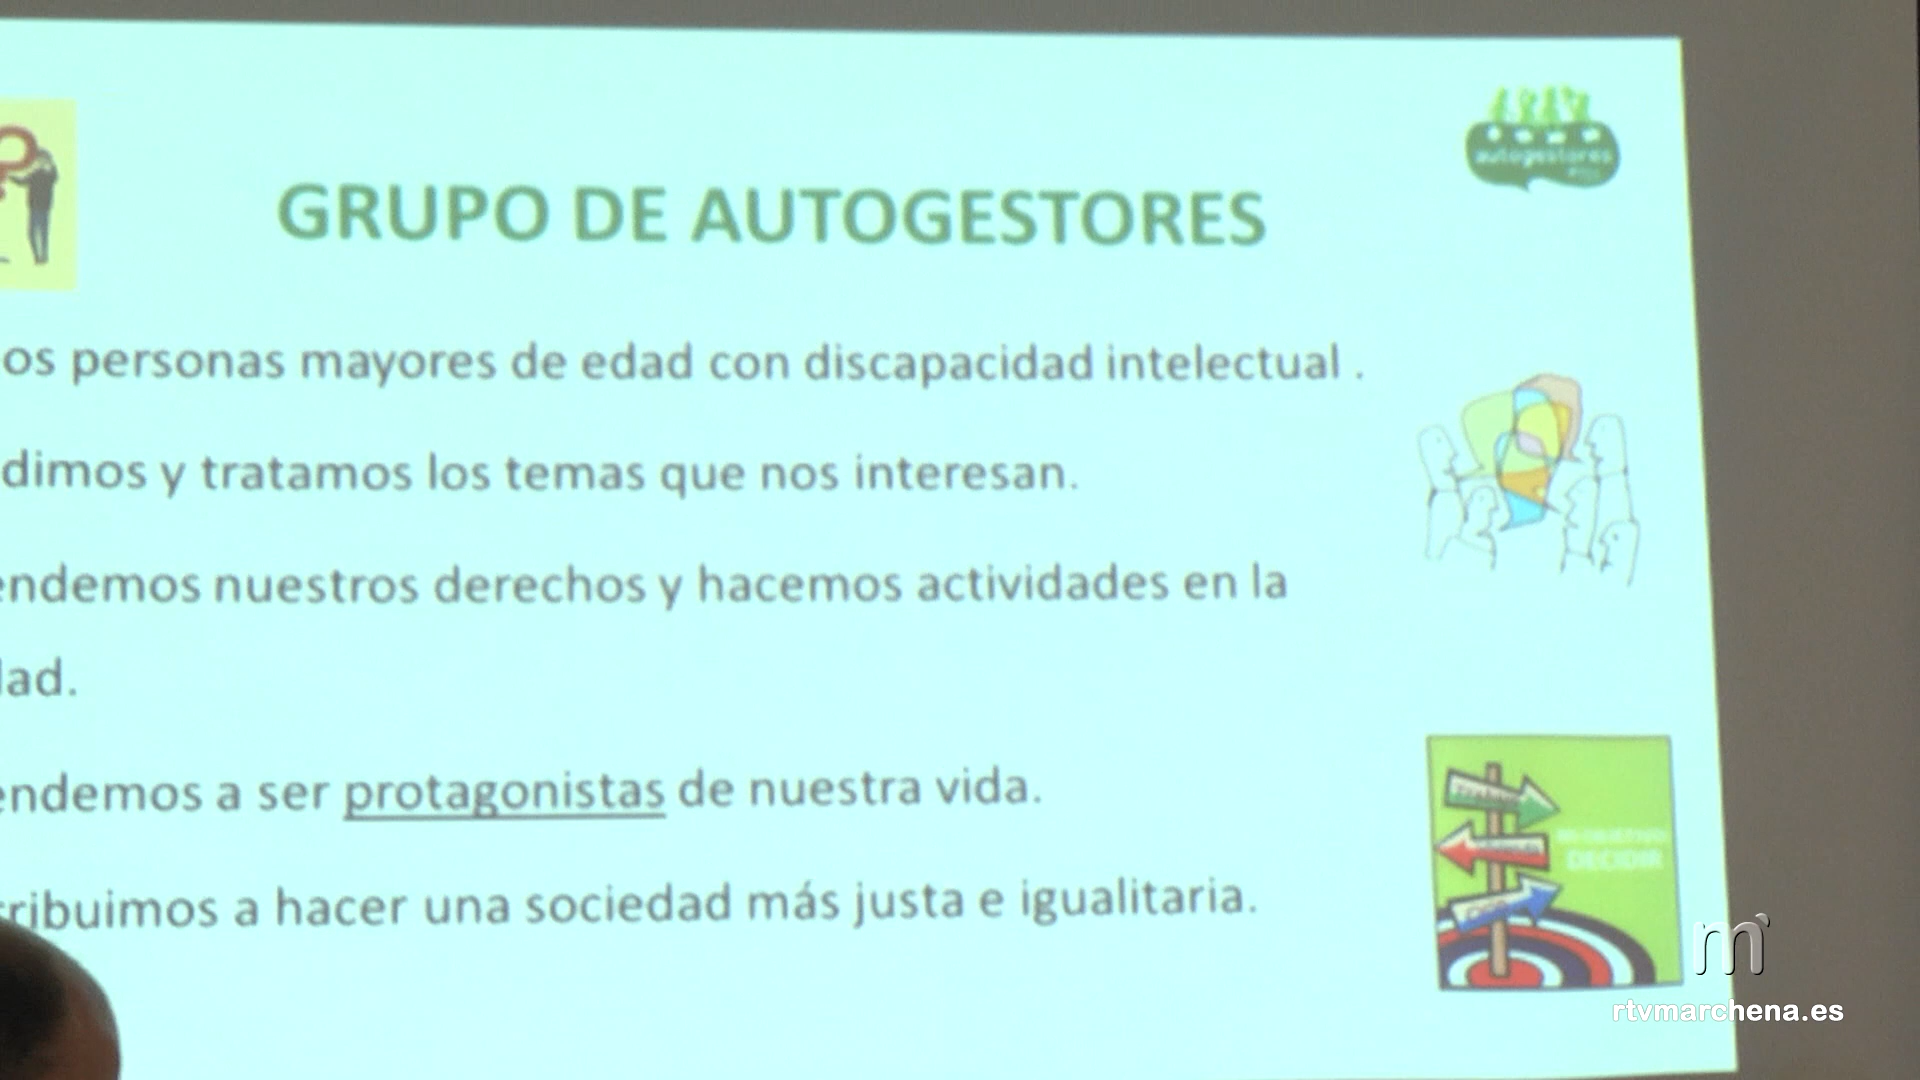 autogestores
GRUPO DE AUTOGESTORES
os personas mayores de edad con discapacidad intelectual .
dimos y tratamos los temas que nos interesan.
endemos nuestros derechos y hacemos actividades en la
dad.
endemos a ser protagonistas de nuestra vida.
ribuimos a hacer una sociedad más justa e igualitaria.
DECIDIR
m
rtvmarchena.es